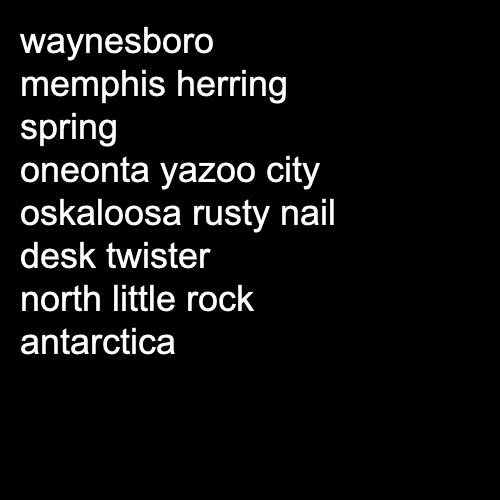 waynesboro
memphis herring
spring
oneonta yazoo city
oskaloosa rusty nail
desk twister
north little rock
antarctica